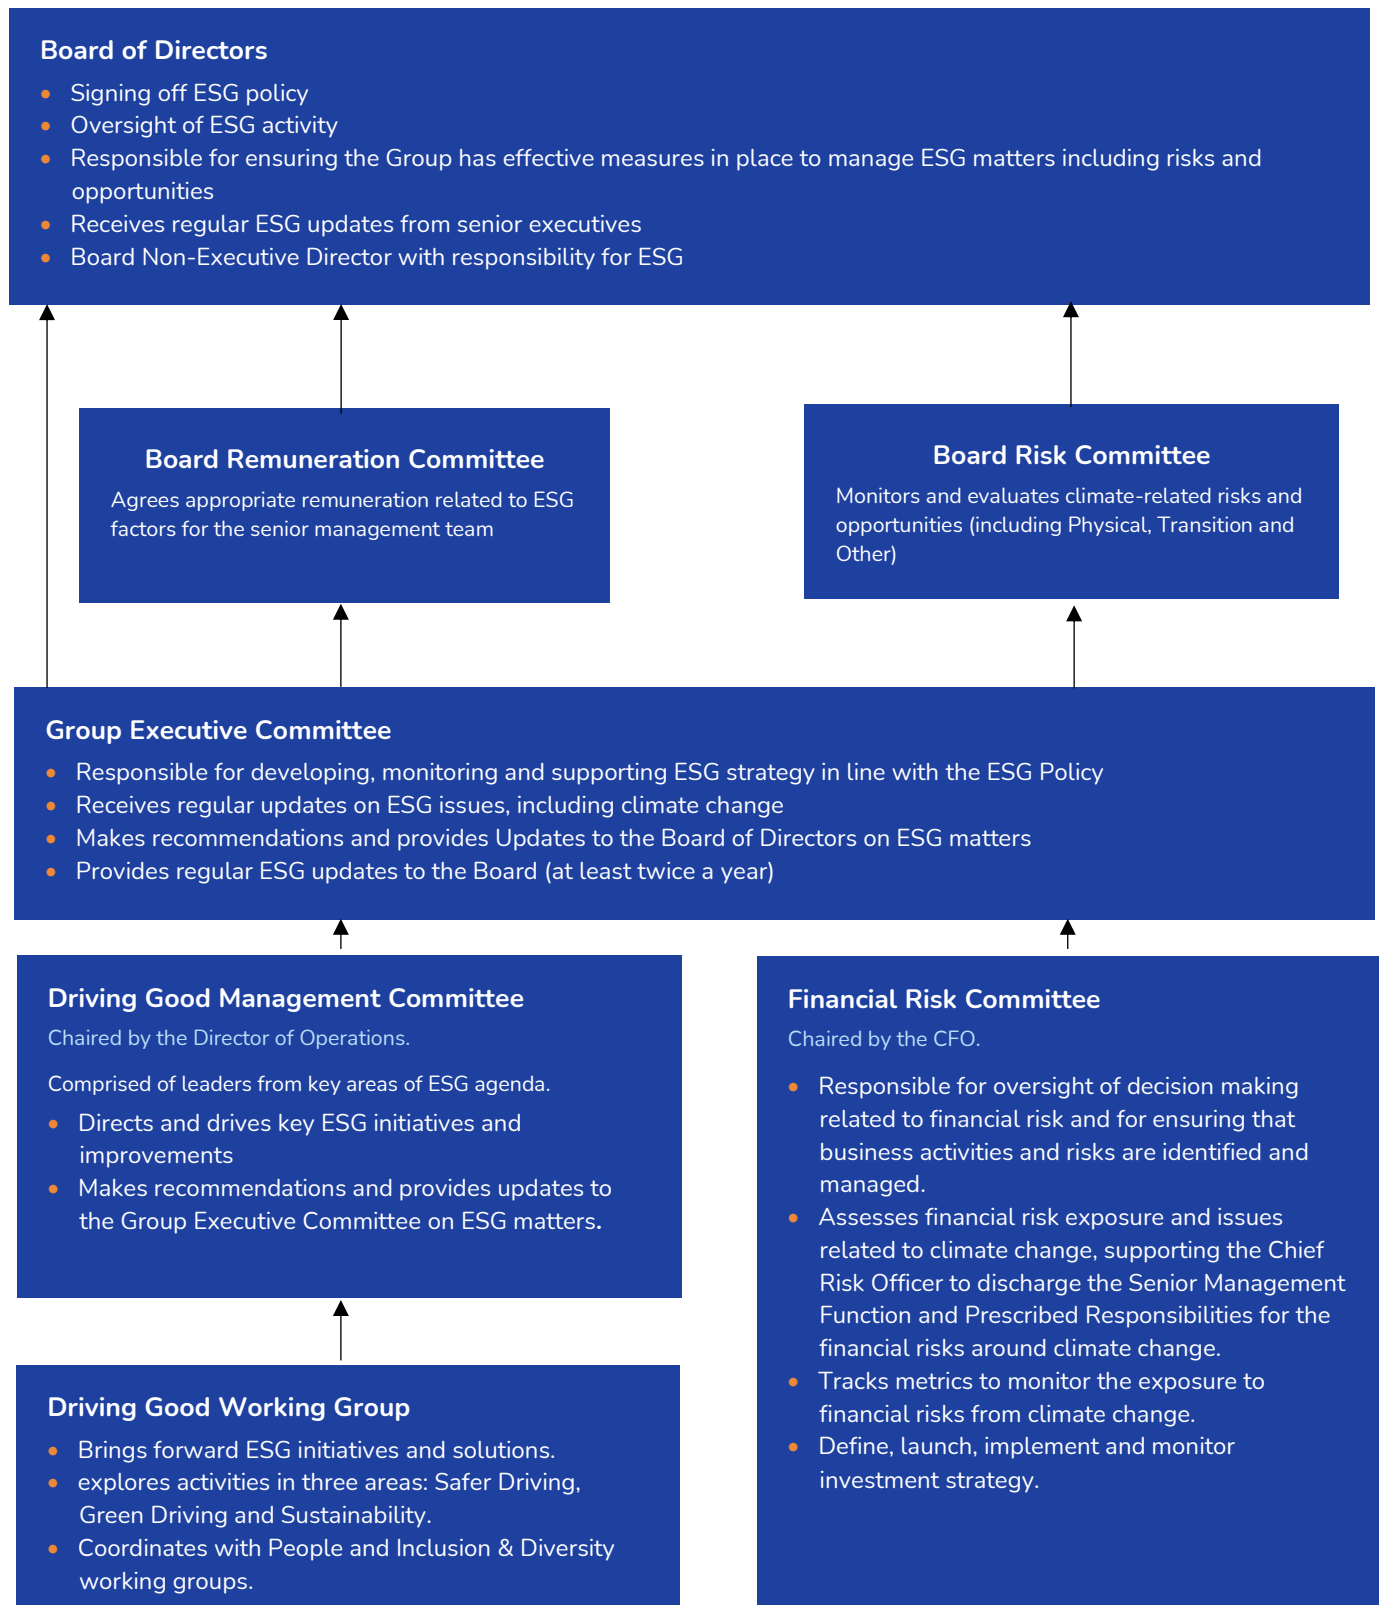 Board of Directors
• Signing off ESG policy
• Oversight of ESG activity
• Responsible for ensuring the Group has effective measures in place to manage ESG matters including risks and
opportunities
• Receives regular ESG updates from senior executives
• Board Non-Executive Director with responsibility for ESG
Board Remuneration Committee
Agrees appropriate remuneration related to ESG
factors for the senior management team
Board Risk Committee
Monitors and evaluates climate-related risks and
opportunities (including Physical, Transition and
Other)
Group Executive Committee
• Responsible for developing, monitoring and supporting ESG strategy in line with the ESG Policy
• Receives regular updates on ESG issues, including climate change
• Makes recommendations and provides Updates to the Board of Directors on ESG matters
• Provides regular ESG updates to the Board (at least twice a year)
Driving Good Management Committee
Chaired by the Director of Operations.
Comprised of leaders from key areas of ESG agenda.
• Directs and drives key ESG initiatives and
improvements
• Makes recommendations and provides updates to
the Group Executive Committee on ESG matters.
Driving Good Working Group
• Brings forward ESG initiatives and solutions.
• explores activities in three areas: Safer Driving,
Green Driving and Sustainability.
• Coordinates with People and Inclusion & Diversity
working groups.
Financial Risk Committee
Chaired by the CFO.
• Responsible for oversight of decision making
related to financial risk and for ensuring that
business activities and risks are identified and
managed.
• Assesses financial risk exposure and issues
related to climate change, supporting the Chief
Risk Officer to discharge the Senior Management
Function and Prescribed Responsibilities for the
financial risks around climate change.
• Tracks metrics to monitor the exposure to
financial risks from climate change.
• Define, launch, implement and monitor
investment strategy.